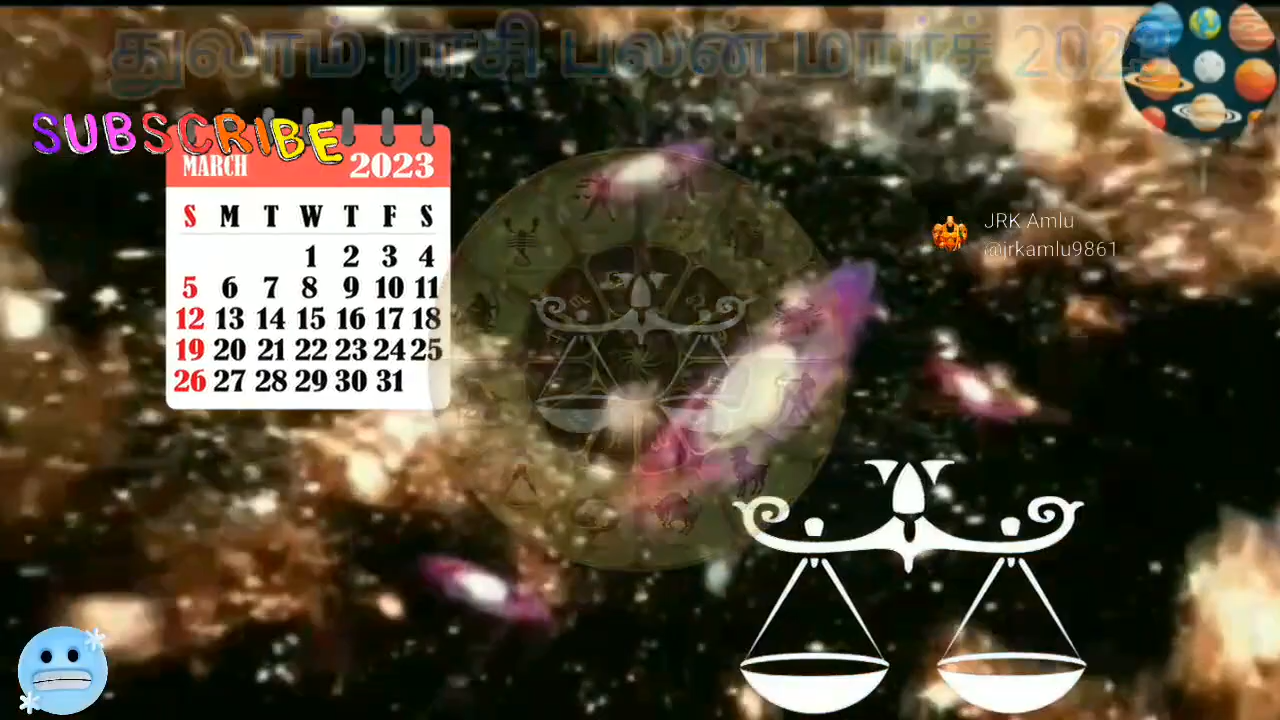 துலாம் ராசி பலன் மார்ச் 2023
SUBSCRIBE
MARCH 2023
S M T W T F S
1 2 3 4
5 6 7 8 9 10 11
12 13 14 15 16 17 18
19 20 21 22 23 24 25
26 27 28 29 30 31
JRK Amlu
@jrkamlu9861